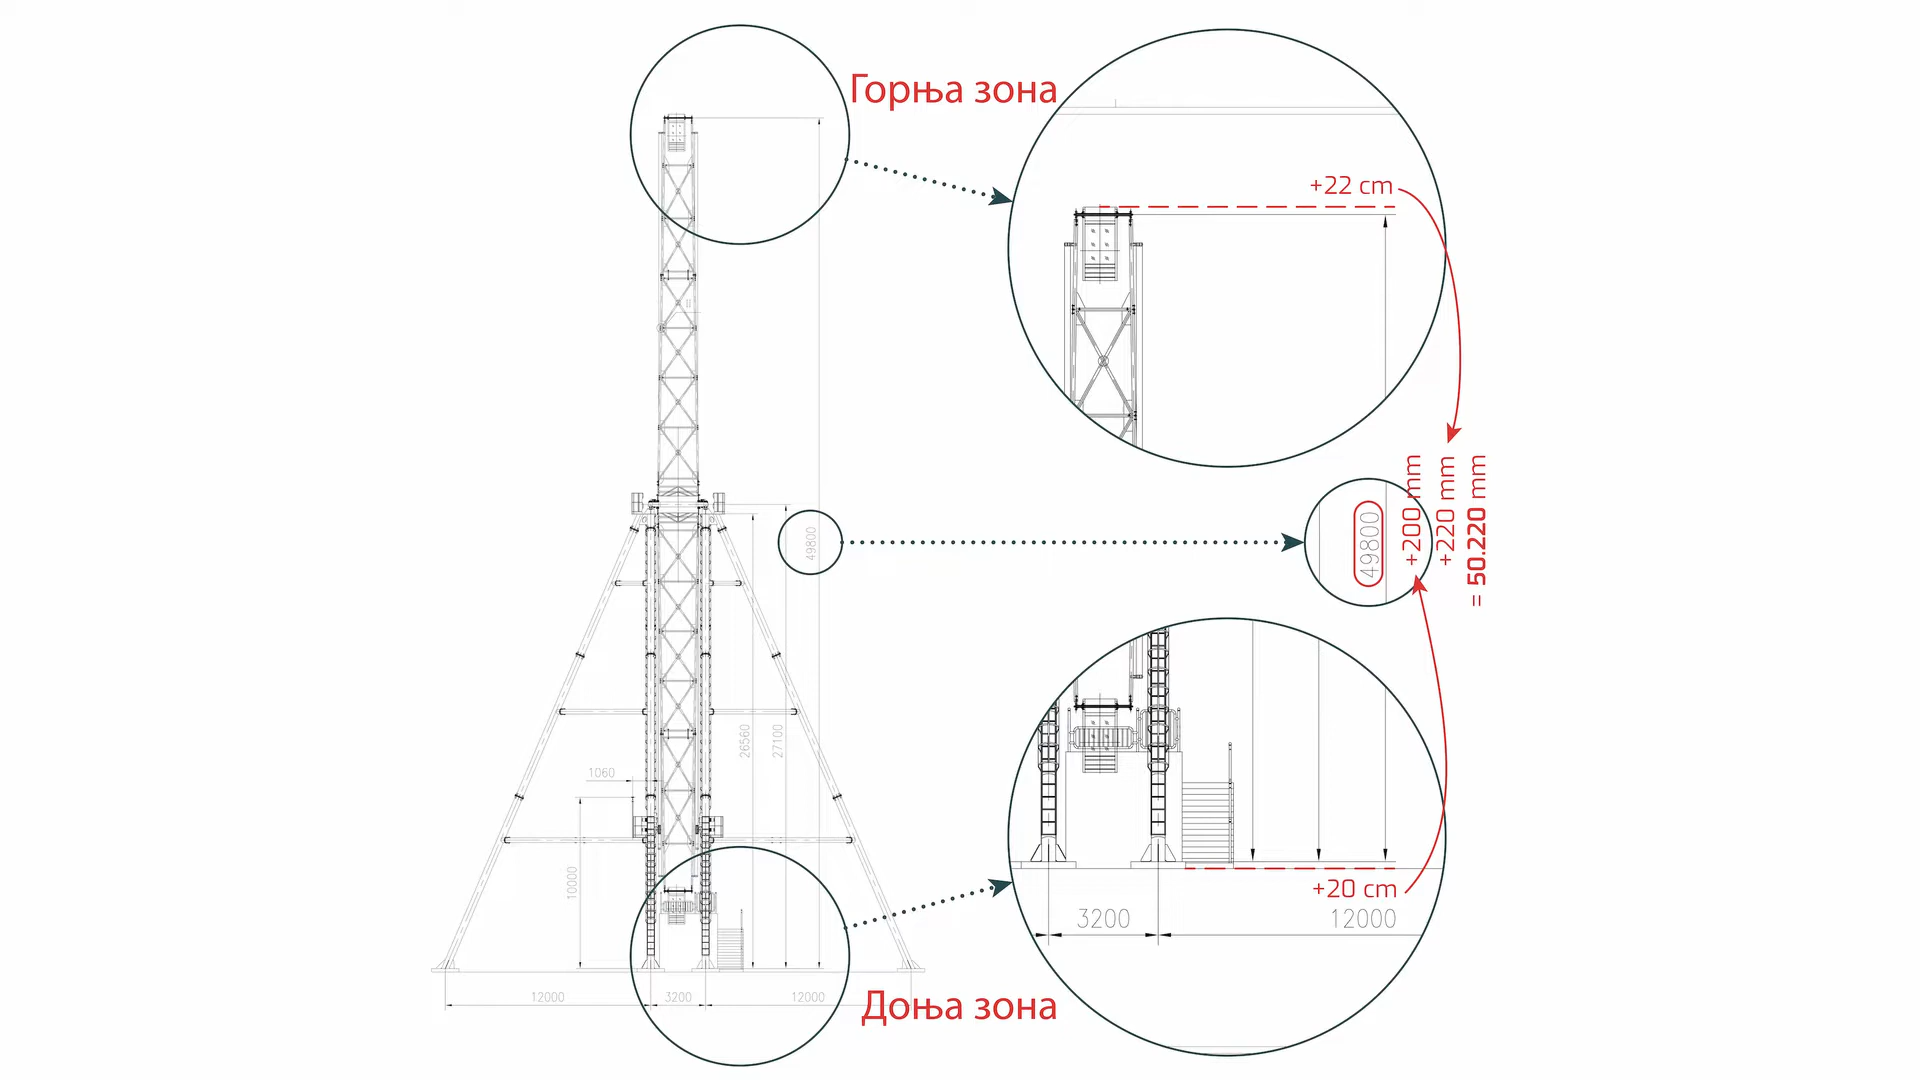 Горња зона
+22 cm
49800
+200 mm
+220 mm
= 50.220 mm
49800
26560
27100
1060
10000
+20 cm
3200
12000
12000
3200
12000
Доња зона